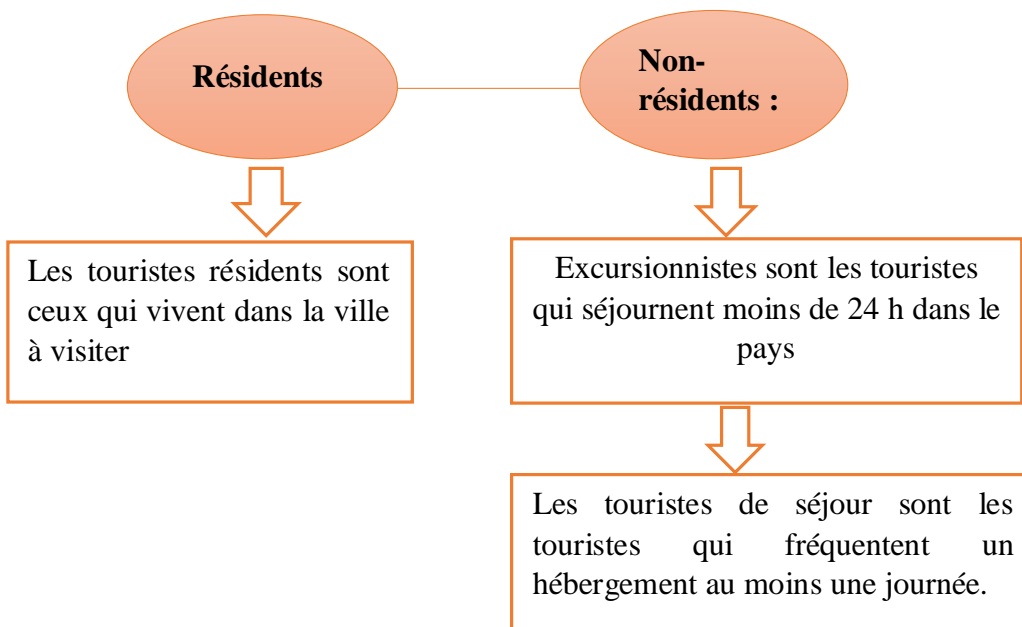 Résidents
Non-
résidents :
Les touristes résidents sont
ceux qui vivent dans la ville
à visiter
Excursionnistes sont les touristes
qui séjournent moins de 24 h dans le
pays
Les touristes de séjour sont les
touristes qui fréquentent un
hébergement au moins une journée.